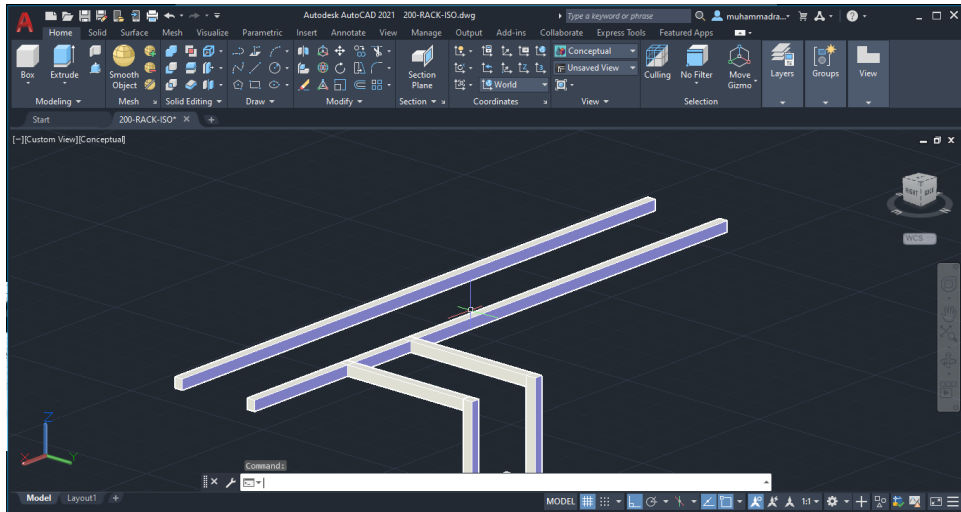 A Autodesk AutoCAD 2021 200-RACK-ISO.dwg Type a keyword or phrase muhammadra...
Home Solid Surface Mesh Visualize Parametric Insert Annotate View Manage Output Add-ins Collaborate Express Tools Featured Apps
Conceptual
Unsaved View
World
Box Extrude Smooth Object Section Plane Culling No Filter Move Gizmo Layers Groups View
Modeling Mesh Solid Editing Draw Modify Section Coordinates View Selection
Start 200-RACK-ISO* × +
[−][Custom View][Conceptual]
RIGHT BACK
WCS
Z
X Y
Command:
Model Layout1 + MODEL 1:1